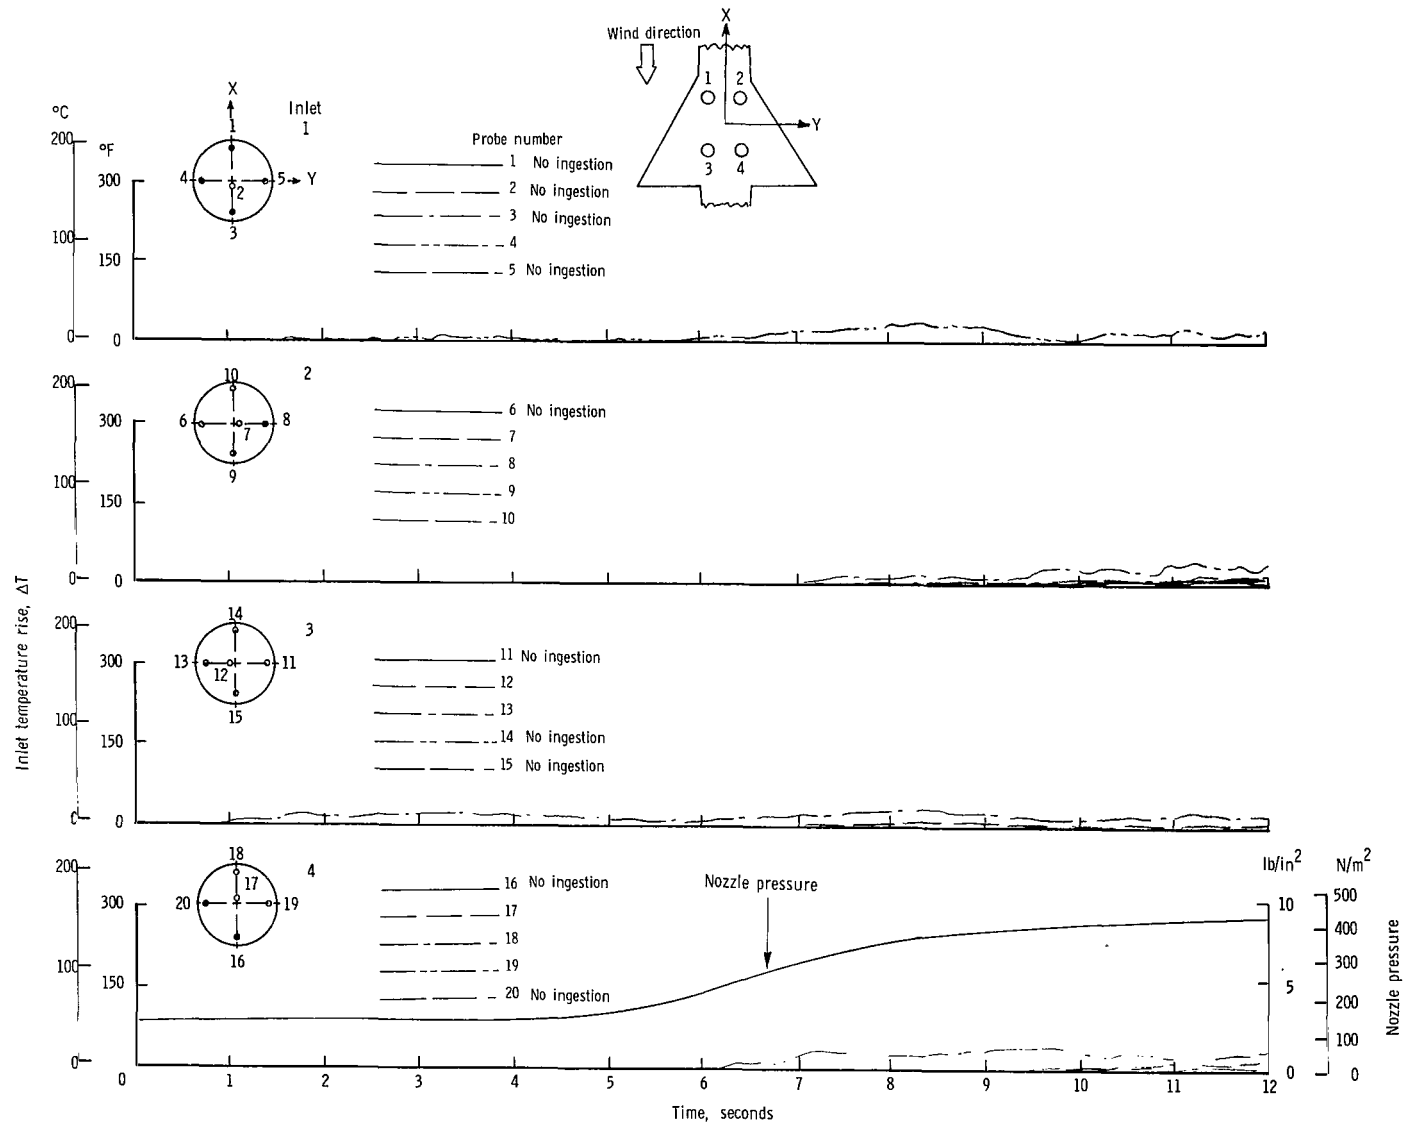 Wind direction
X
1 2
Y
3 4
°C
°F
X
Inlet
1
1
4 5 Y
2
3
200
100
0
300
150
0
Probe number
1 No ingestion
2 No ingestion
3 No ingestion
4
5 No ingestion
2
10
6 8
7
9
200
100
0
300
150
0
6 No ingestion
7
8
9
10
Inlet temperature rise, ΔT
3
14
13 11
12
15
200
100
0
300
150
0
11 No ingestion
12
13
14 No ingestion
15 No ingestion
4
18
17
20 19
16
200
100
0
300
150
0
16 No ingestion
17
18
19
20 No ingestion
Nozzle pressure
lb/in2
10
5
0
N/m2
500
400
300
200
100
0
Nozzle pressure
1 2 3 4 5 6 7 8 9 10 11 12
Time, seconds